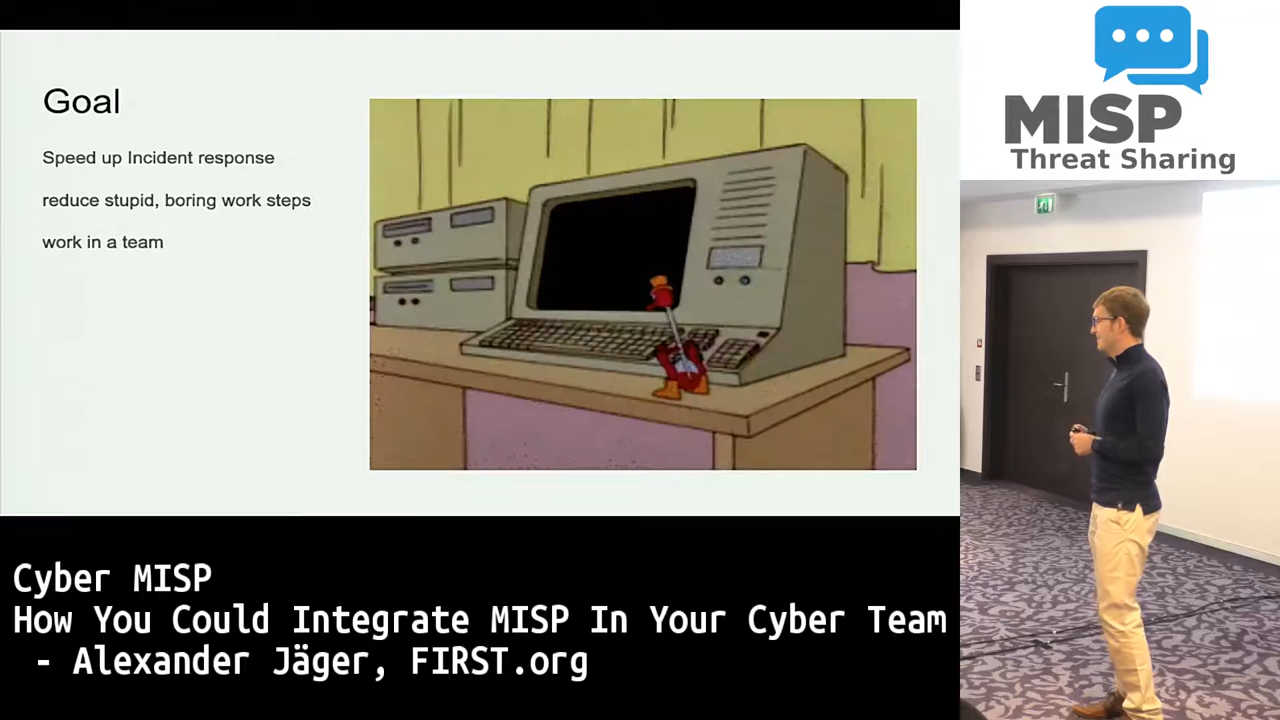 Goal
Speed up Incident response
reduce stupid, boring work steps
work in a team
MISP
Threat Sharing
Cyber MISP
How You Could Integrate MISP In Your Cyber Team
- Alexander Jäger, FIRST.org